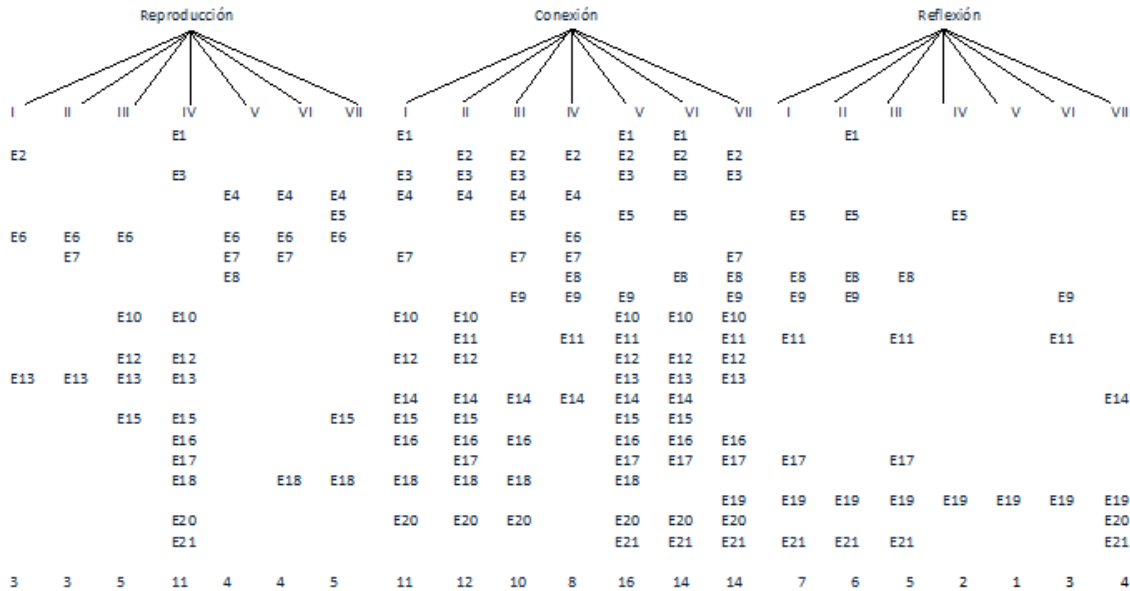 Reproducción Conexión Reflexión
I II III IV V VI VII I II III IV V VI VII I II III IV V VI VII
E1 E1 E1 E1 E1
E2 E2 E2 E2 E2 E2 E2
E3 E3 E3 E3 E3 E3 E3
E4 E4 E4 E4 E4 E4 E4
E5 E5 E5 E5 E5 E5 E5
E6 E6 E6 E6 E6 E6 E6
E7 E7 E7 E7 E7 E7 E7
E8 E8 E8 E8 E8 E8 E8
E9 E9 E9 E9 E9 E9 E9
E10 E10 E10 E10 E10 E10 E10
E11 E11 E11 E11 E11 E11 E11
E12 E12 E12 E12 E12 E12 E12
E13 E13 E13 E13 E13 E13 E13
E14 E14 E14 E14 E14 E14 E14
E15 E15 E15 E15 E15 E15 E15
E16 E16 E16 E16 E16 E16 E16
E17 E17 E17 E17 E17 E17 E17
E18 E18 E18 E18 E18 E18 E18
E19 E19 E19 E19 E19 E19 E19 E19
E20 E20 E20 E20 E20 E20 E20 E20
E21 E21 E21 E21 E21 E21 E21 E21
3 3 5 11 4 4 5 11 12 10 8 16 14 14 7 6 5 2 1 3 4